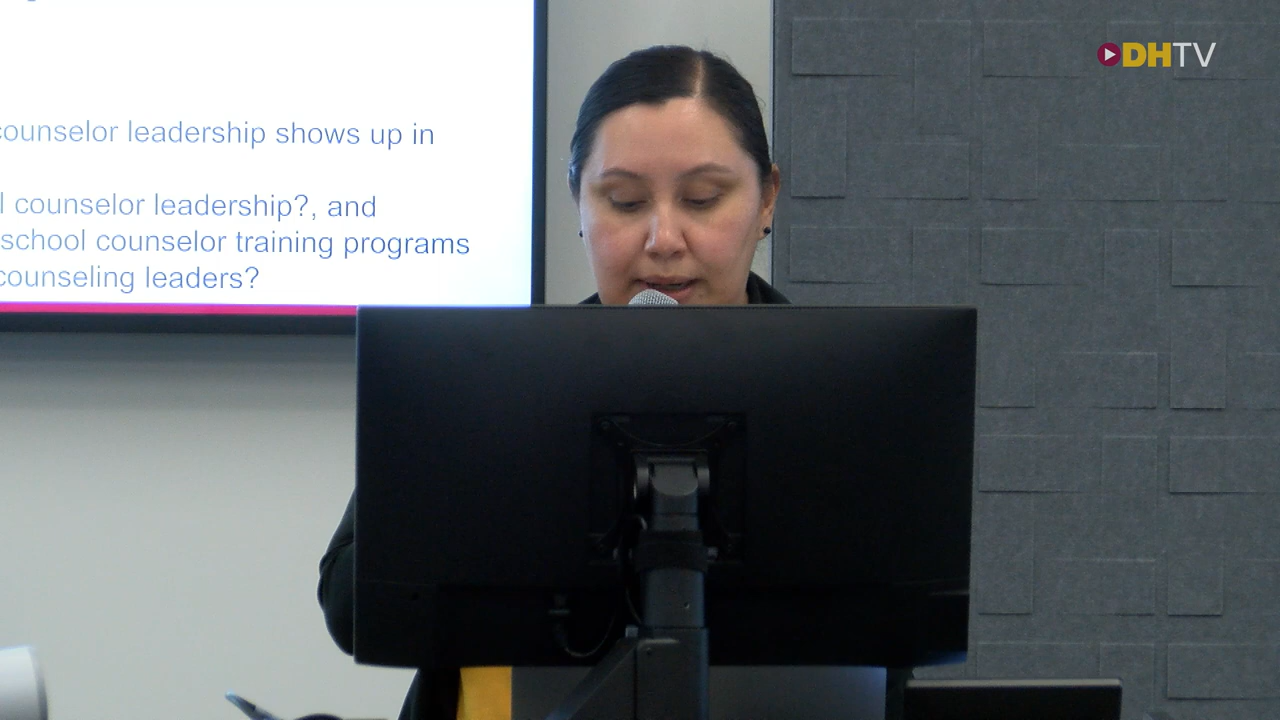 DHTV
counselor leadership shows up in
counselor leadership?, and
school counselor training programs
counseling leaders?